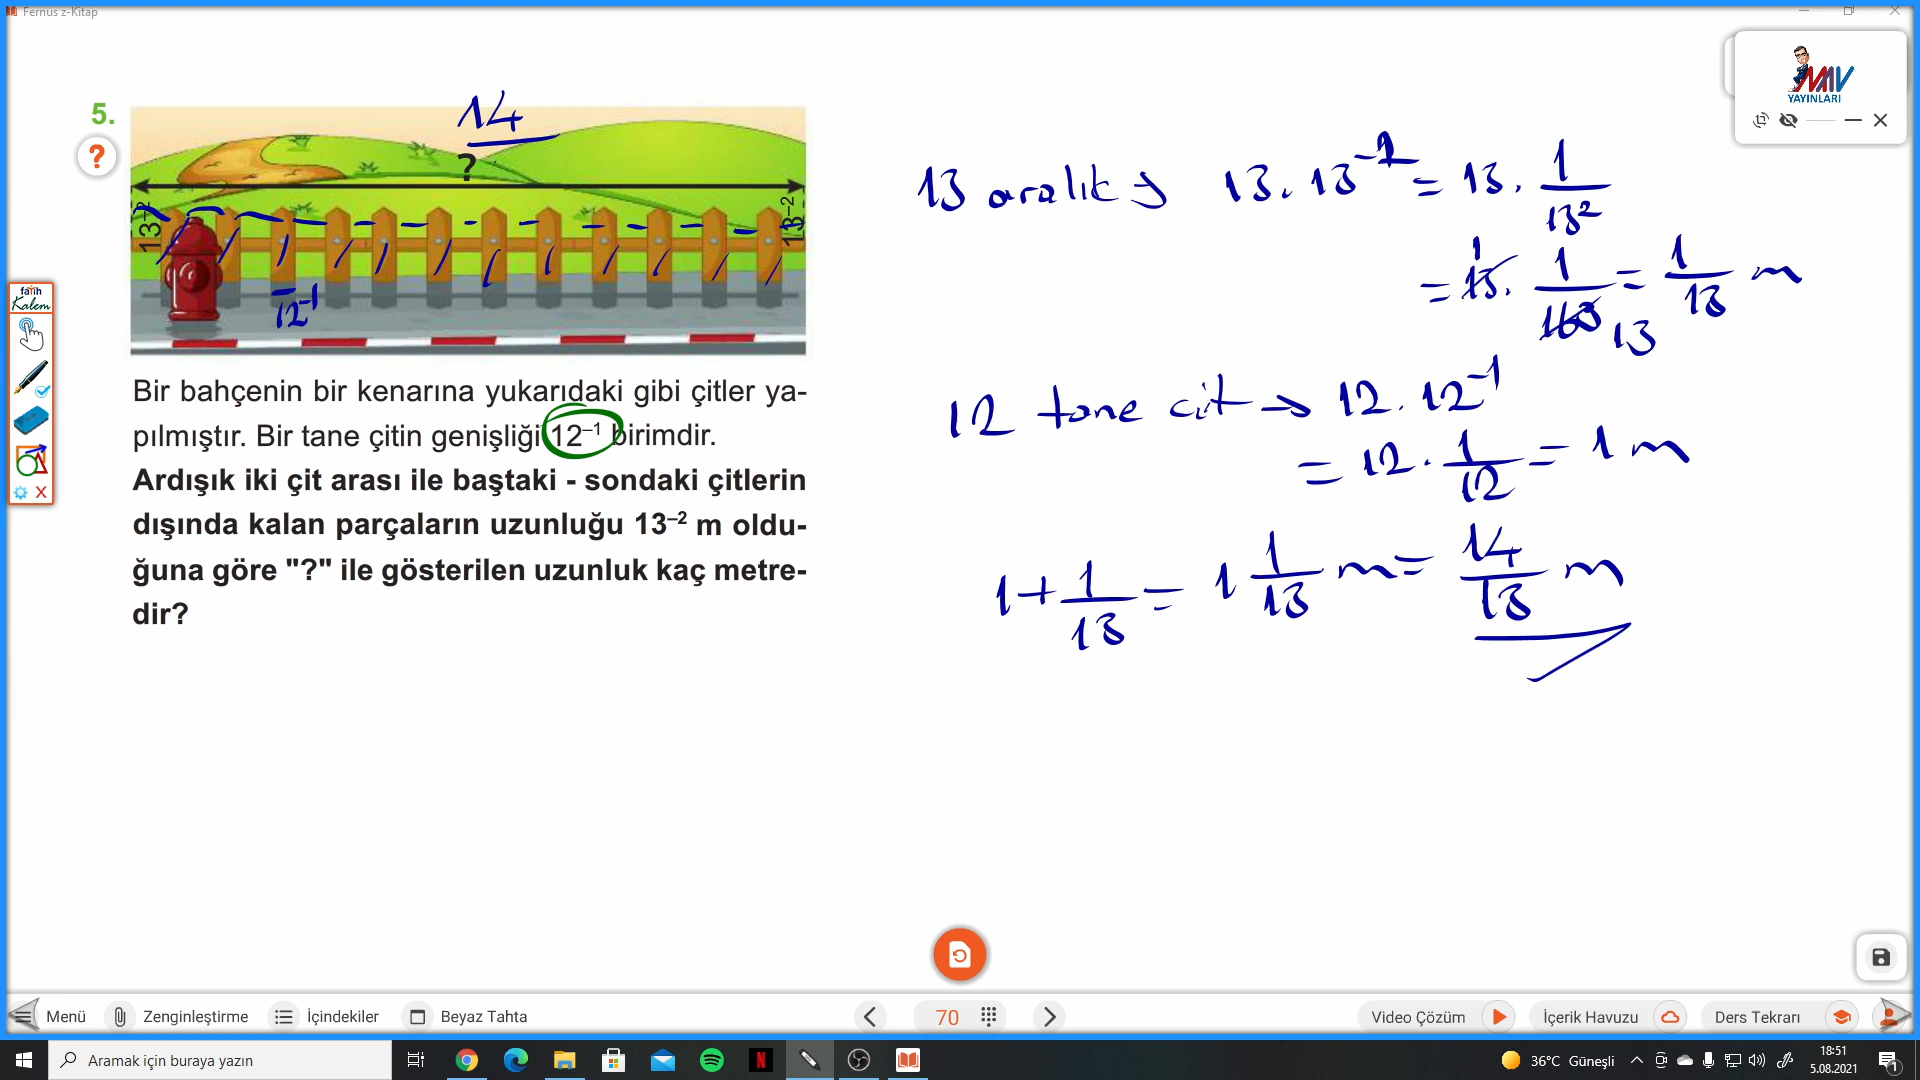 Fernus z-Kitap
YAYINLARI
5.
14
?
?
13–2
13–2
12⁻¹
Bir bahçenin bir kenarına yukarıdaki gibi çitler ya-
pılmıştır. Bir tane çitin genişliği 12–1 birimdir.
Ardışık iki çit arası ile baştaki - sondaki çitlerin
dışında kalan parçaların uzunluğu 13–2 m oldu-
ğuna göre "?" ile gösterilen uzunluk kaç metre-
dir?
13 aralık → 13 . 13⁻² = 13 . 1/13²
= 13 . 1/169 = 1/13 m
1
13
12 tane çit → 12 . 12⁻¹
= 12 . 1/12 = 1 m
1 + 1/13 = 1 1/13 m = 14/13 m
fatih
Kalem
X
Menü
Zenginleştirme
İçindekiler
Beyaz Tahta
70
Video Çözüm
İçerik Havuzu
Ders Tekrarı
Aramak için buraya yazın
36°C Güneşli
18:51
5.08.2021
1